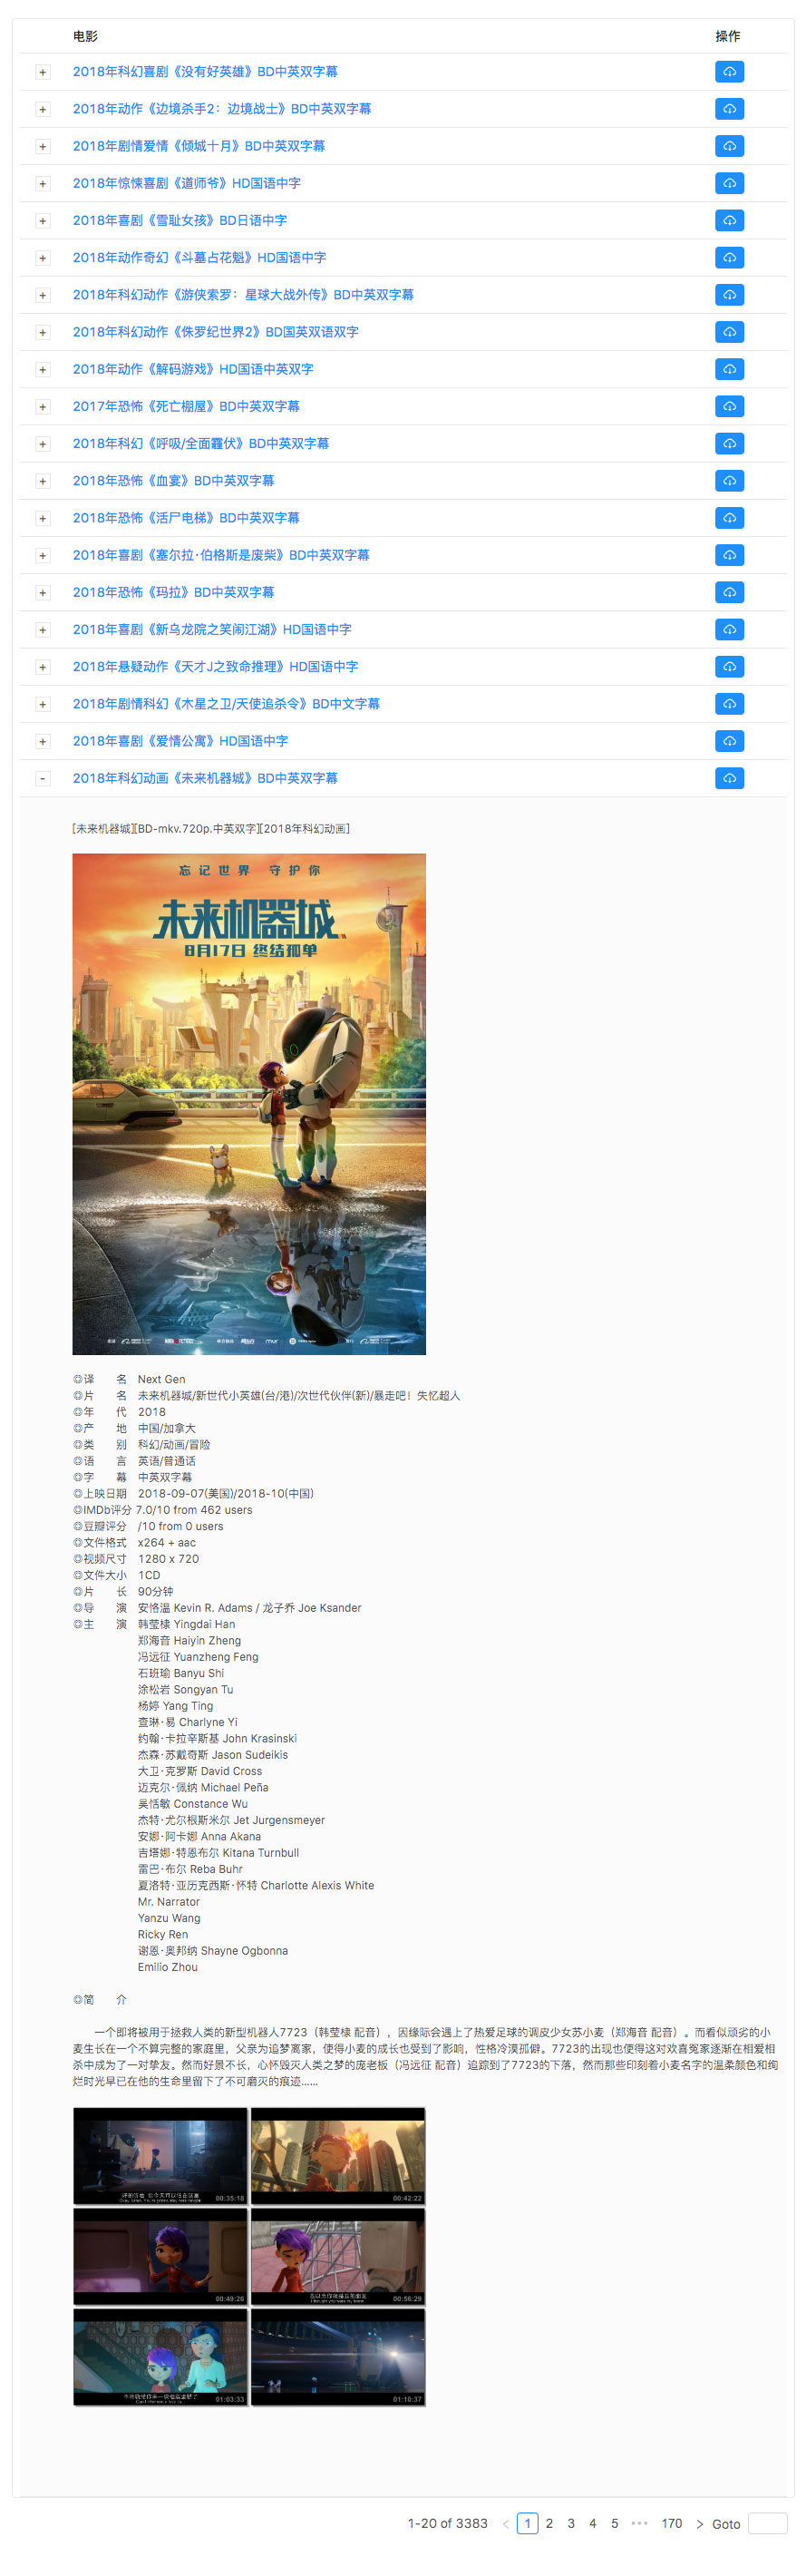 电影 操作
+ 2018年科幻喜剧《没有好英雄》BD中英双字幕
+ 2018年动作《边境杀手2：边境战士》BD中英双字幕
+ 2018年剧情爱情《倾城十月》BD中英双字幕
+ 2018年惊悚喜剧《道师爷》HD国语中字
+ 2018年喜剧《雪耻女孩》BD日语中字
+ 2018年动作奇幻《斗墓占花魁》HD国语中字
+ 2018年科幻动作《游侠索罗：星球大战外传》BD中英双字幕
+ 2018年科幻动作《侏罗纪世界2》BD国英双语双字
+ 2018年动作《解码游戏》HD国语中英双字
+ 2017年恐怖《死亡棚屋》BD中英双字幕
+ 2018年科幻《呼吸/全面霾伏》BD中英双字幕
+ 2018年恐怖《血宴》BD中英双字幕
+ 2018年恐怖《活尸电梯》BD中英双字幕
+ 2018年喜剧《塞尔拉·伯格斯是废柴》BD中英双字幕
+ 2018年恐怖《玛拉》BD中英双字幕
+ 2018年喜剧《新乌龙院之笑闹江湖》HD国语中字
+ 2018年悬疑动作《天才J之致命推理》HD国语中字
+ 2018年剧情科幻《木星之卫/天使追杀令》BD中文字幕
+ 2018年喜剧《爱情公寓》HD国语中字
- 2018年科幻动画《未来机器城》BD中英双字幕
[未来机器城][BD-mkv.720p.中英双字][2018年科幻动画]
忘记世界 守护你
未来机器城
8月17日 终结孤单
◎译　　名　Next Gen
◎片　　名　未来机器城/新世代小英雄(台/港)/次世代伙伴(新)/暴走吧！失忆超人
◎年　　代　2018
◎产　　地　中国/加拿大
◎类　　别　科幻/动画/冒险
◎语　　言　英语/普通话
◎字　　幕　中英双字幕
◎上映日期　2018-09-07(美国)/2018-10(中国)
◎IMDb评分 7.0/10 from 462 users
◎豆瓣评分　/10 from 0 users
◎文件格式　x264 + aac
◎视频尺寸　1280 x 720
◎文件大小　1CD
◎片　　长　90分钟
◎导　　演　安恪温 Kevin R. Adams / 龙子乔 Joe Ksander
◎主　　演　韩莹棣 Yingdai Han
郑海音 Haiyin Zheng
冯远征 Yuanzheng Feng
石班瑜 Banyu Shi
涂松岩 Songyan Tu
杨婷 Yang Ting
查琳·易 Charlyne Yi
约翰·卡拉辛斯基 John Krasinski
杰森·苏戴奇斯 Jason Sudeikis
大卫·克罗斯 David Cross
迈克尔·佩纳 Michael Peña
吴恬敏 Constance Wu
杰特·尤尔根斯米尔 Jet Jurgensmeyer
安娜·阿卡娜 Anna Akana
吉塔娜·特恩布尔 Kitana Turnbull
雷巴·布尔 Reba Buhr
夏洛特·亚历克西斯·怀特 Charlotte Alexis White
Mr. Narrator
Yanzu Wang
Ricky Ren
谢恩·奥邦纳 Shayne Ogbonna
Emilio Zhou
◎简　　介
一个即将被用于拯救人类的新型机器人7723（韩莹棣 配音），因缘际会遇上了热爱足球的调皮少女苏小麦（郑海音 配音）。而看似顽劣的小
麦生长在一个不算完整的家庭里，父亲为追梦离家，使得小麦的成长也受到了影响，性格冷漠孤僻。7723的出现也使得这对欢喜冤家逐渐在相爱相
杀中成为了一对挚友。然而好景不长，心怀毁灭人类之梦的庞老板（冯远征 配音）追踪到了7723的下落，然而那些印刻着小麦名字的温柔颜色和绚
烂时光早已在他的生命里留下了不可磨灭的痕迹……
00:35:18 00:42:22
00:49:26 00:56:29
01:03:33 01:10:37
1-20 of 3383 < 1 2 3 4 5 ••• 170 > Goto